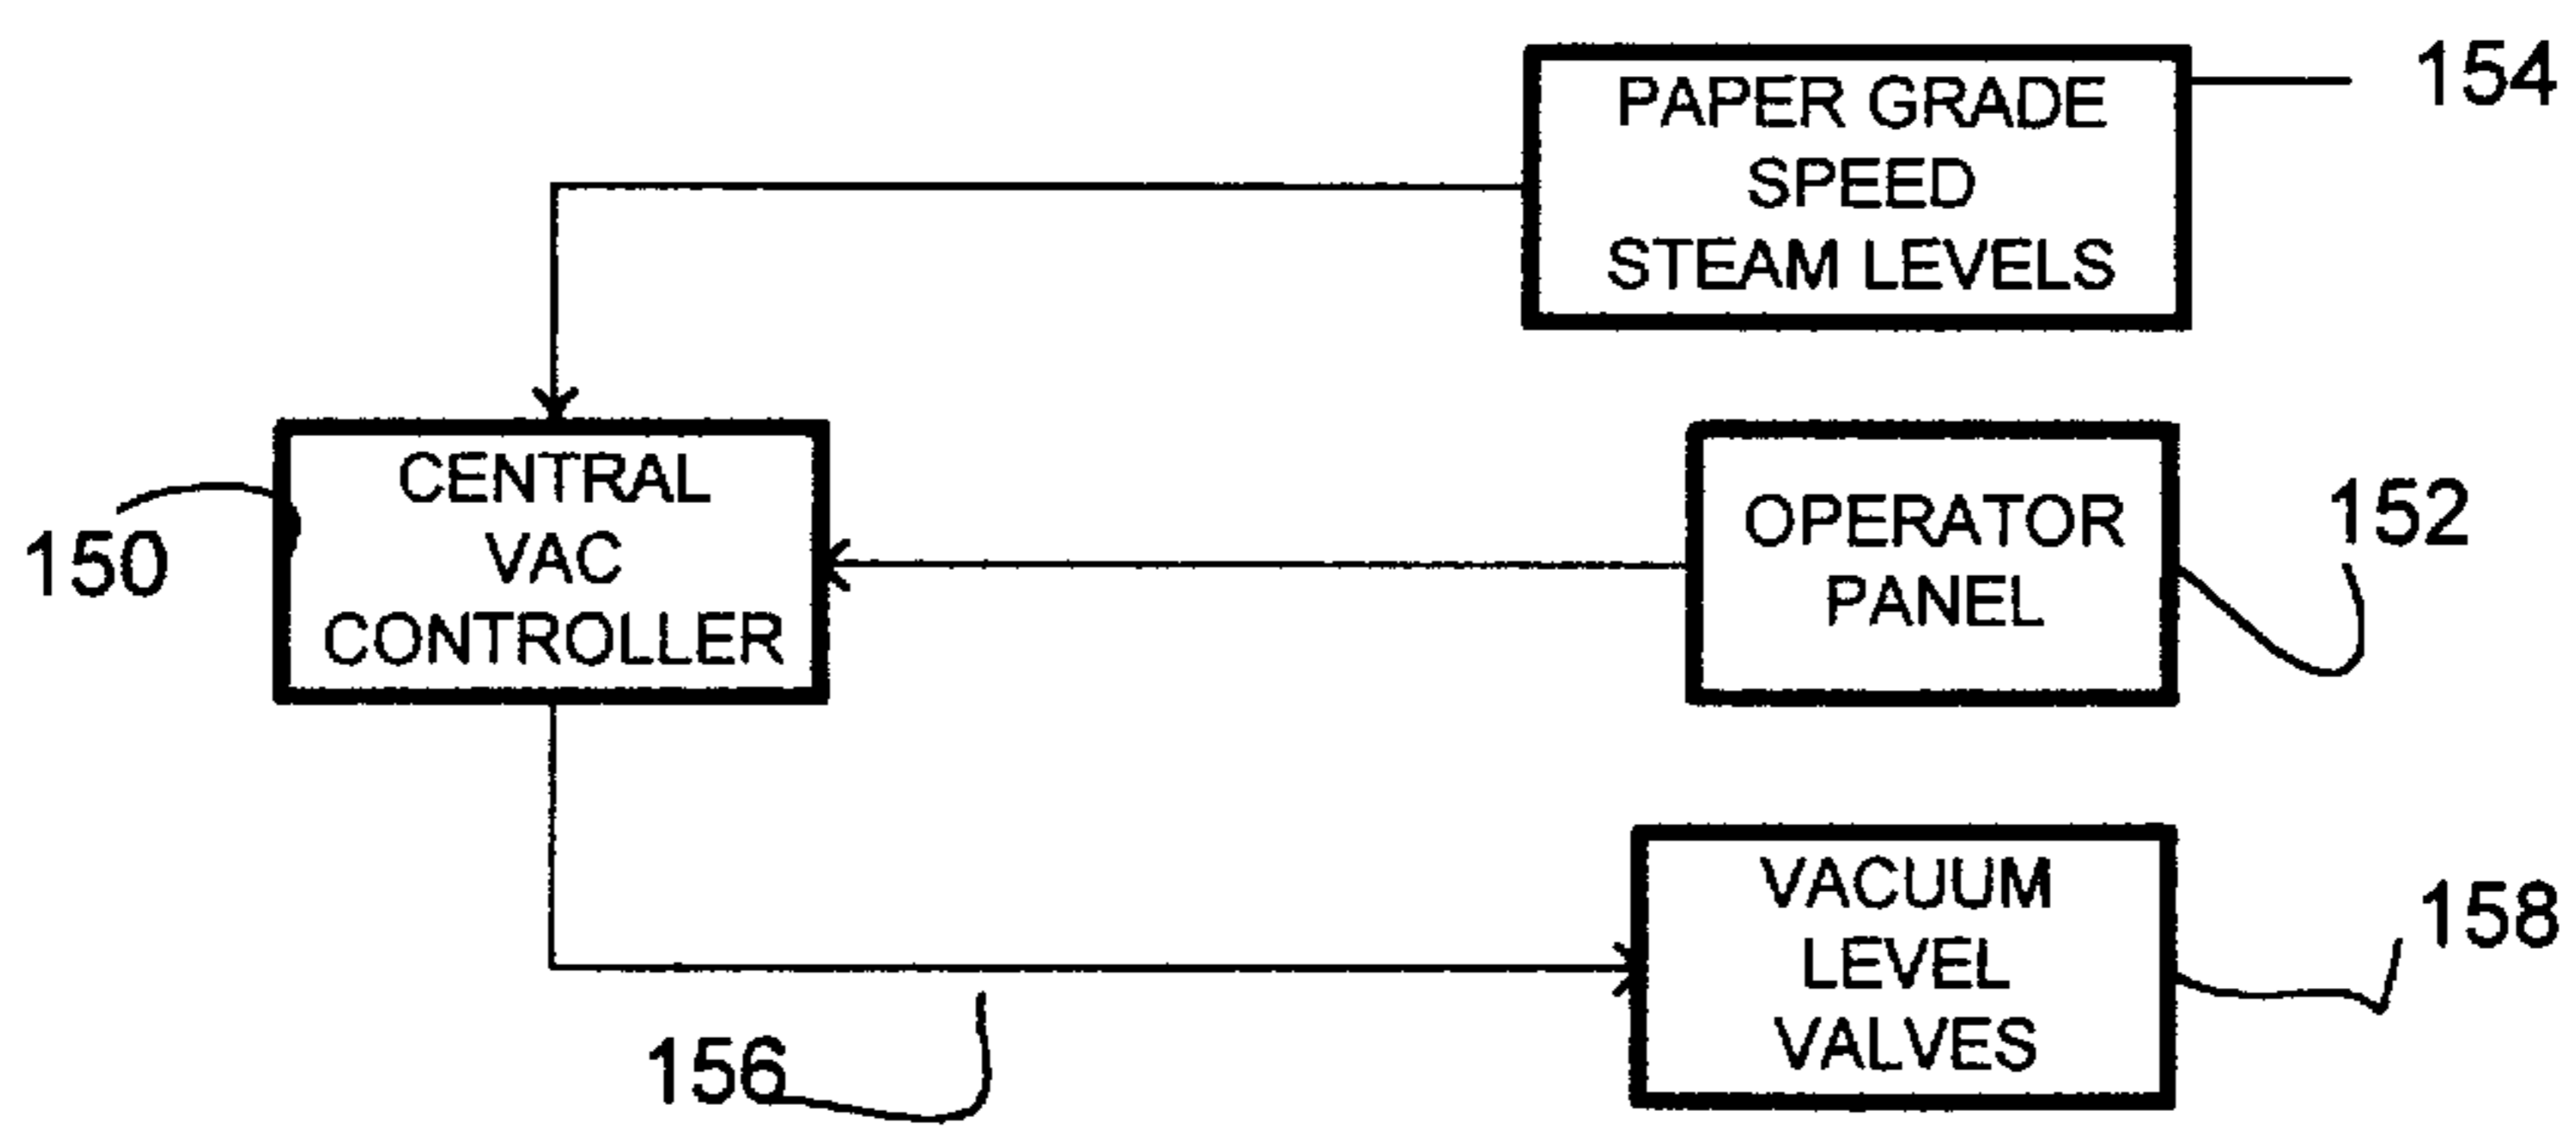 PAPER GRADE
SPEED
STEAM LEVELS
154
CENTRAL
VAC
CONTROLLER
150
OPERATOR
PANEL
152
VACUUM
LEVEL
VALVES
158
156